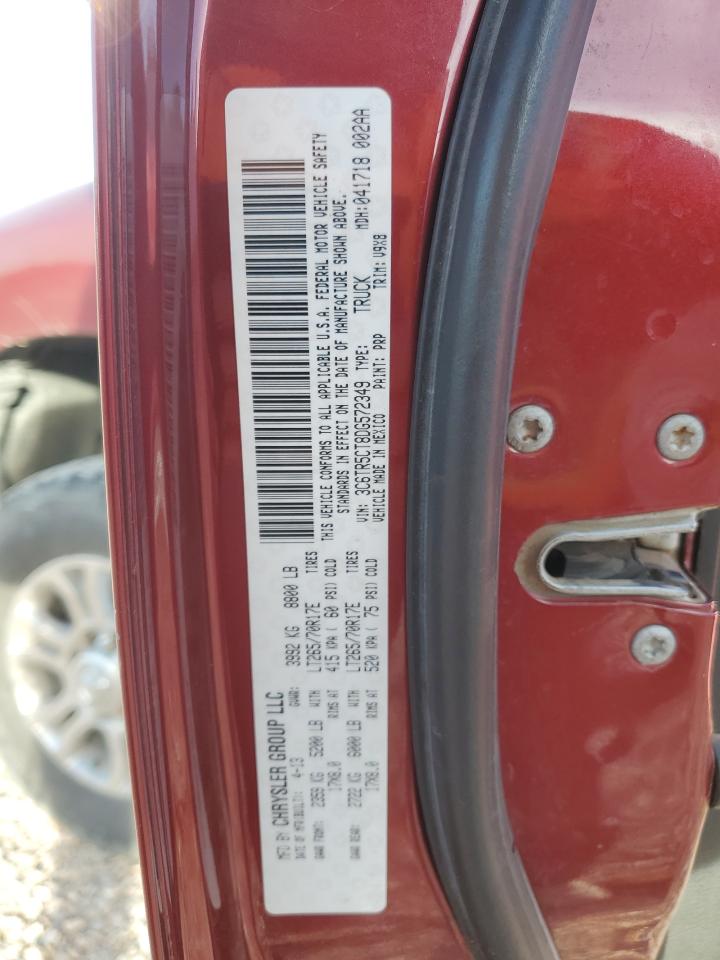 MFD BY CHRYSLER GROUP LLC
DATE OF MFR(BUILT): 4-13 GVWR: 3992 KG 8800 LB
GAWR FRONT: 2359 KG 5200 LB WITH LT265/70R17E TIRES
17X8.0 RIMS AT 415 KPA ( 60 PSI) COLD
GAWR REAR: 2722 KG 6000 LB WITH LT265/70R17E TIRES
17X8.0 RIMS AT 520 KPA ( 75 PSI) COLD
THIS VEHICLE CONFORMS TO ALL APPLICABLE U.S.A. FEDERAL MOTOR VEHICLE SAFETY
STANDARDS IN EFFECT ON THE DATE OF MANUFACTURE SHOWN ABOVE.
VIN: 3C6TR5CT8DG572349 TYPE: TRUCK MDH:041718 002AA
VEHICLE MADE IN MEXICO PAINT: PRP TRIM: V9X8